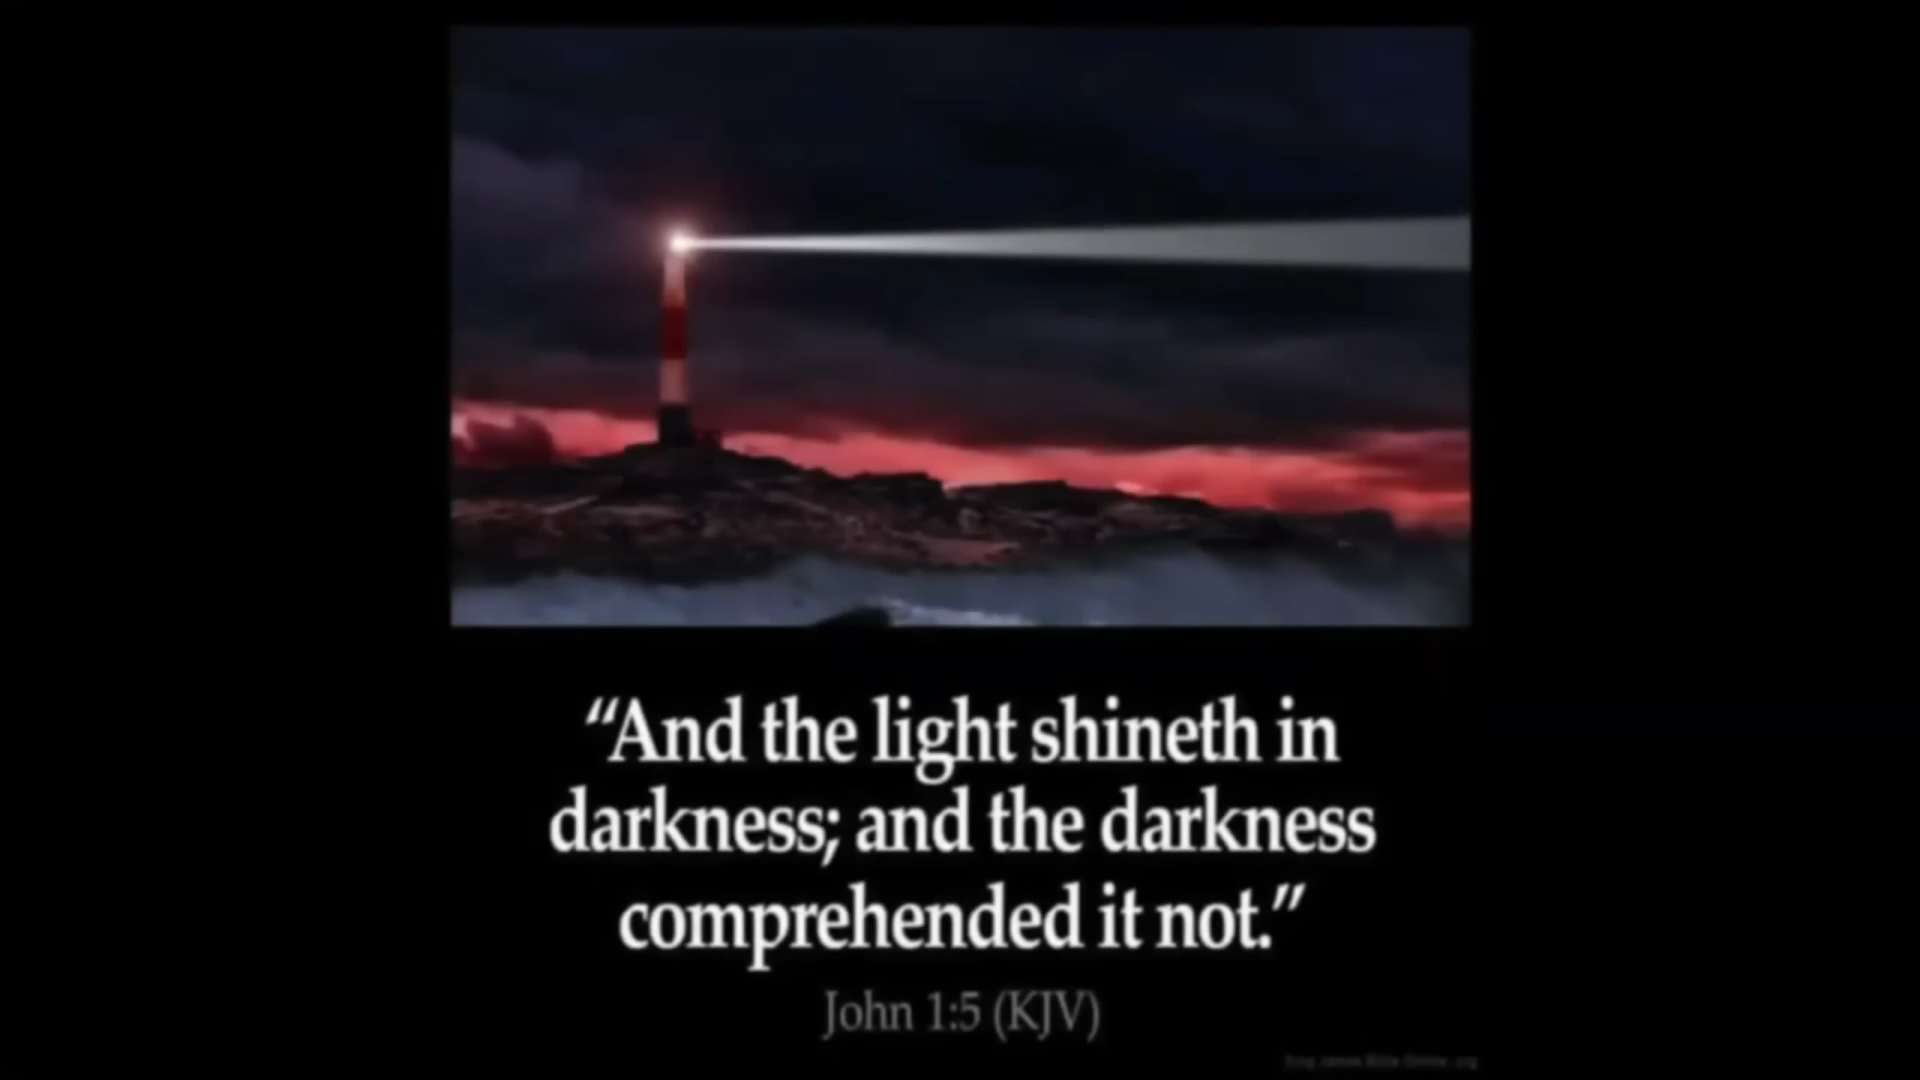 “And the light shineth in
darkness; and the darkness
comprehended it not.”
John 1:5 (KJV)